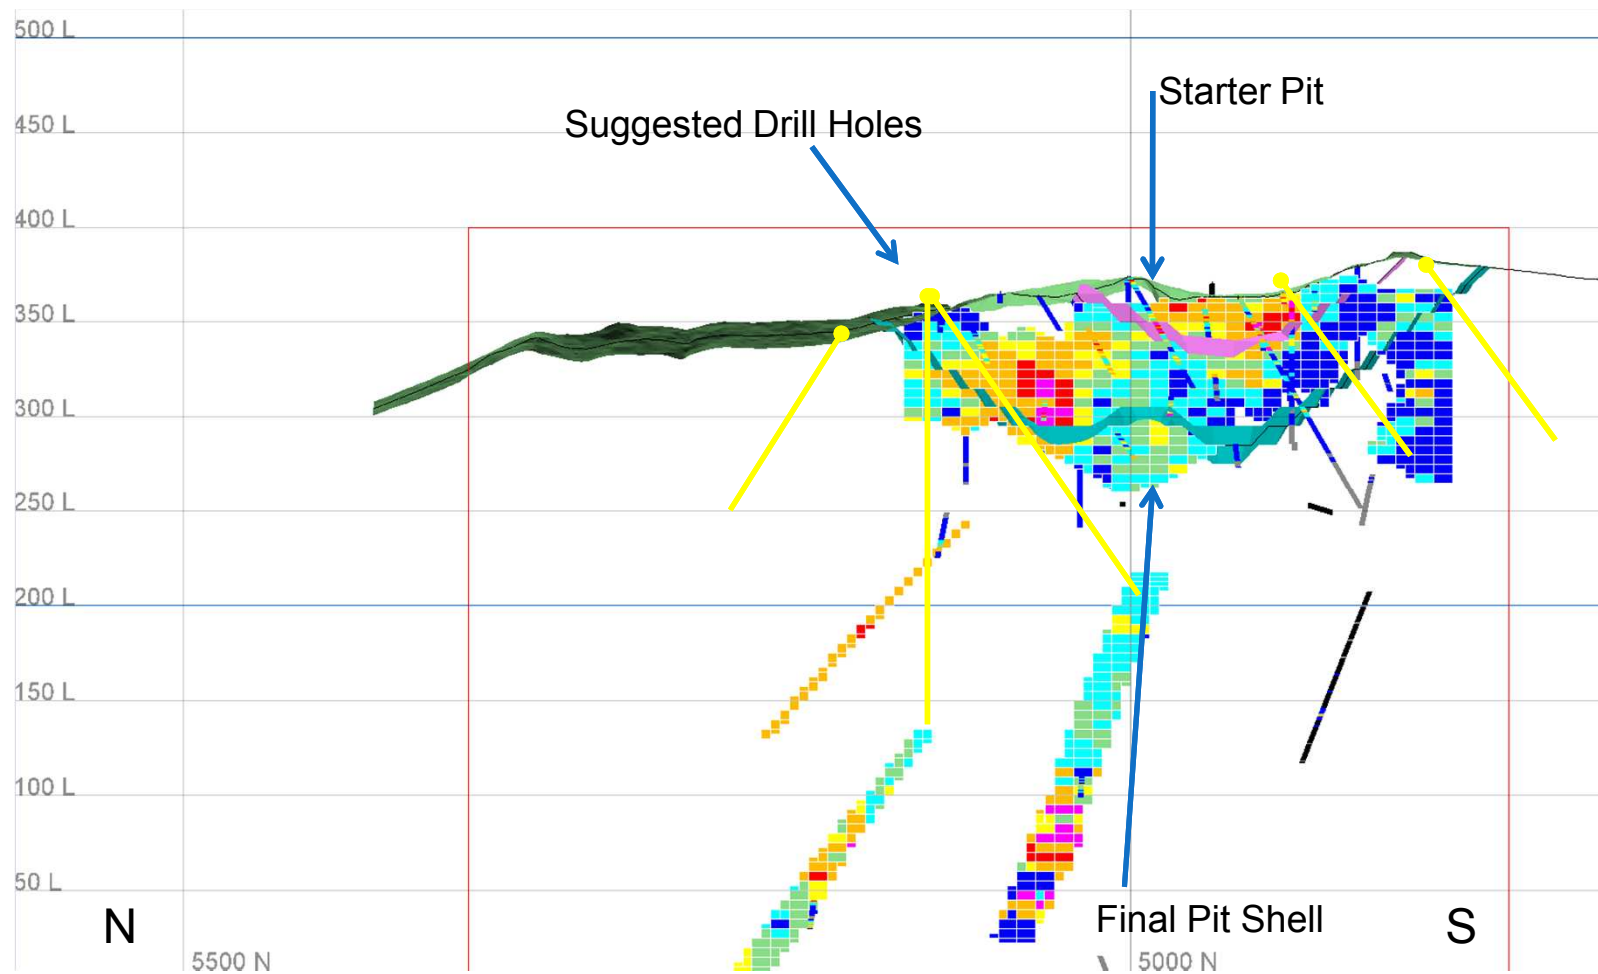 500 L
Starter Pit
450 L
Suggested Drill Holes
400 L
350 L
300 L
250 L
200 L
150 L
100 L
50 L
N
Final Pit Shell
S
5500 N
5000 N